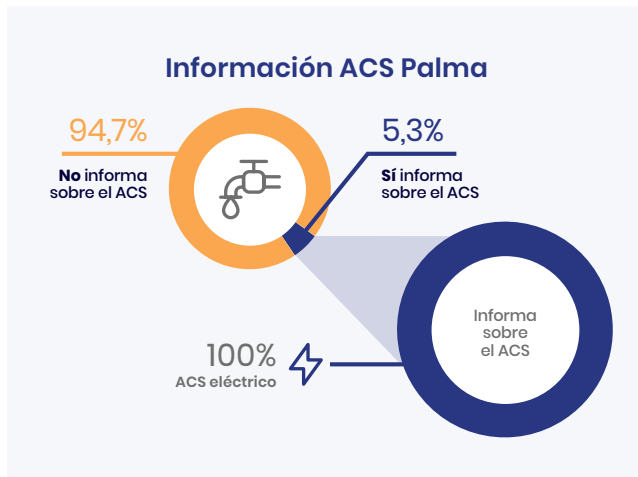 Información ACS Palma
94,7%
No informa
sobre el ACS
5,3%
Sí informa
sobre el ACS
Informa
sobre
el ACS
100%
ACS eléctrico